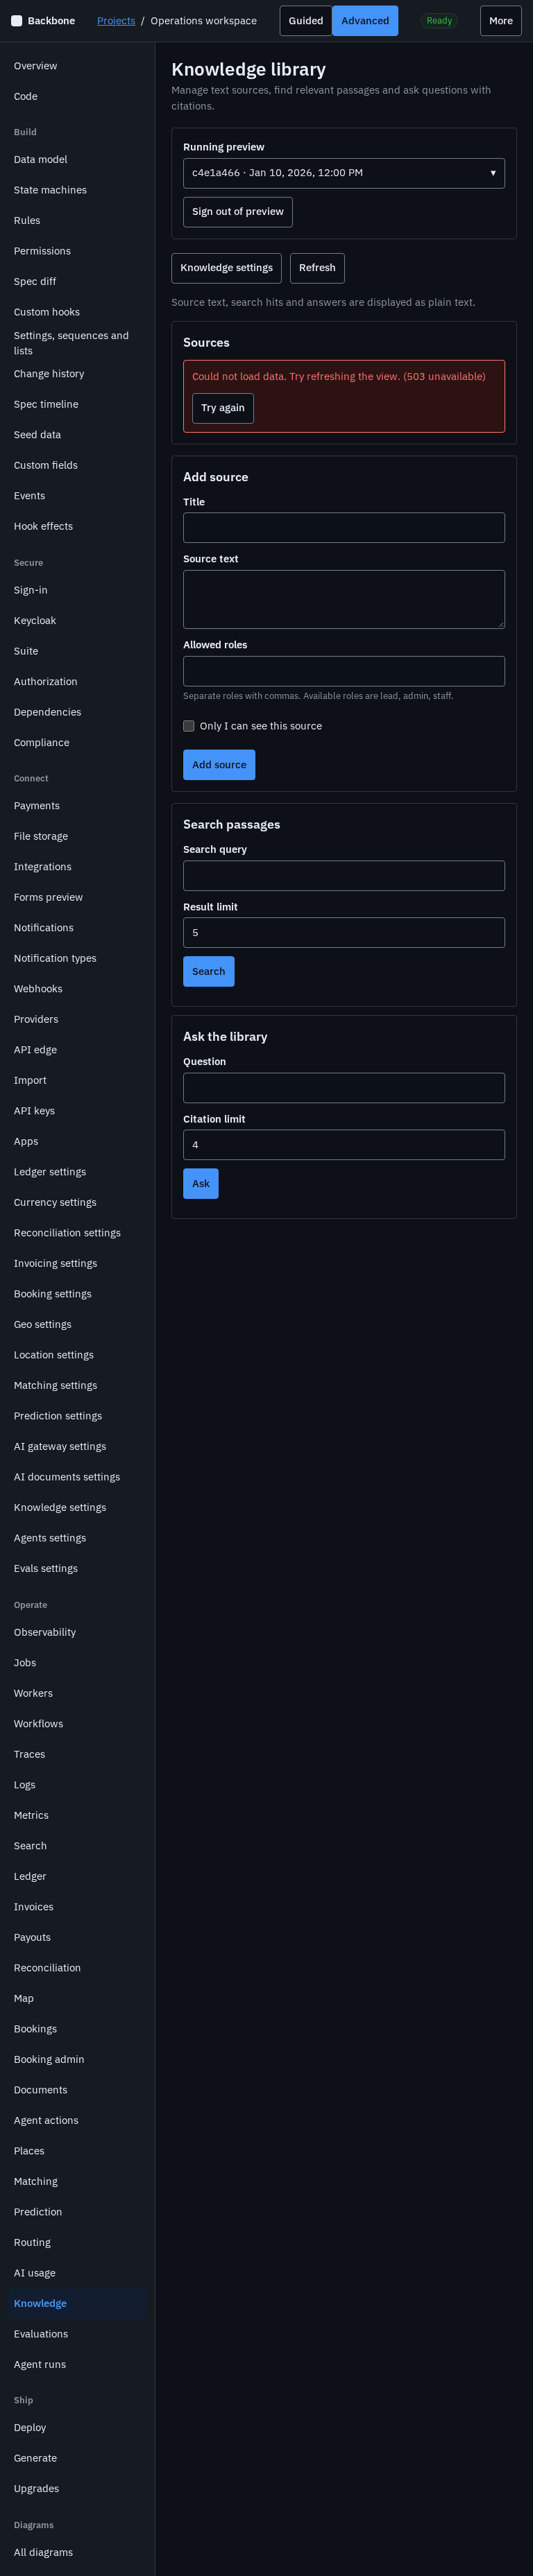 Backbone
Projects / Operations workspace
Guided
Advanced
Ready
More
Overview
Code
Build
Data model
State machines
Rules
Permissions
Spec diff
Custom hooks
Settings, sequences and
lists
Change history
Spec timeline
Seed data
Custom fields
Events
Hook effects
Secure
Sign-in
Keycloak
Suite
Authorization
Dependencies
Compliance
Connect
Payments
File storage
Integrations
Forms preview
Notifications
Notification types
Webhooks
Providers
API edge
Import
API keys
Apps
Ledger settings
Currency settings
Reconciliation settings
Invoicing settings
Booking settings
Geo settings
Location settings
Matching settings
Prediction settings
AI gateway settings
AI documents settings
Knowledge settings
Agents settings
Evals settings
Operate
Observability
Jobs
Workers
Workflows
Traces
Logs
Metrics
Search
Ledger
Invoices
Payouts
Reconciliation
Map
Bookings
Booking admin
Documents
Agent actions
Places
Matching
Prediction
Routing
AI usage
Knowledge
Evaluations
Agent runs
Ship
Deploy
Generate
Upgrades
Diagrams
All diagrams
Knowledge library
Manage text sources, find relevant passages and ask questions with
citations.
Running preview
c4e1a466 · Jan 10, 2026, 12:00 PM
Sign out of preview
Knowledge settings
Refresh
Source text, search hits and answers are displayed as plain text.
Sources
Could not load data. Try refreshing the view. (503 unavailable)
Try again
Add source
Title
Source text
Allowed roles
Separate roles with commas. Available roles are lead, admin, staff.
Only I can see this source
Add source
Search passages
Search query
Result limit
5
Search
Ask the library
Question
Citation limit
4
Ask